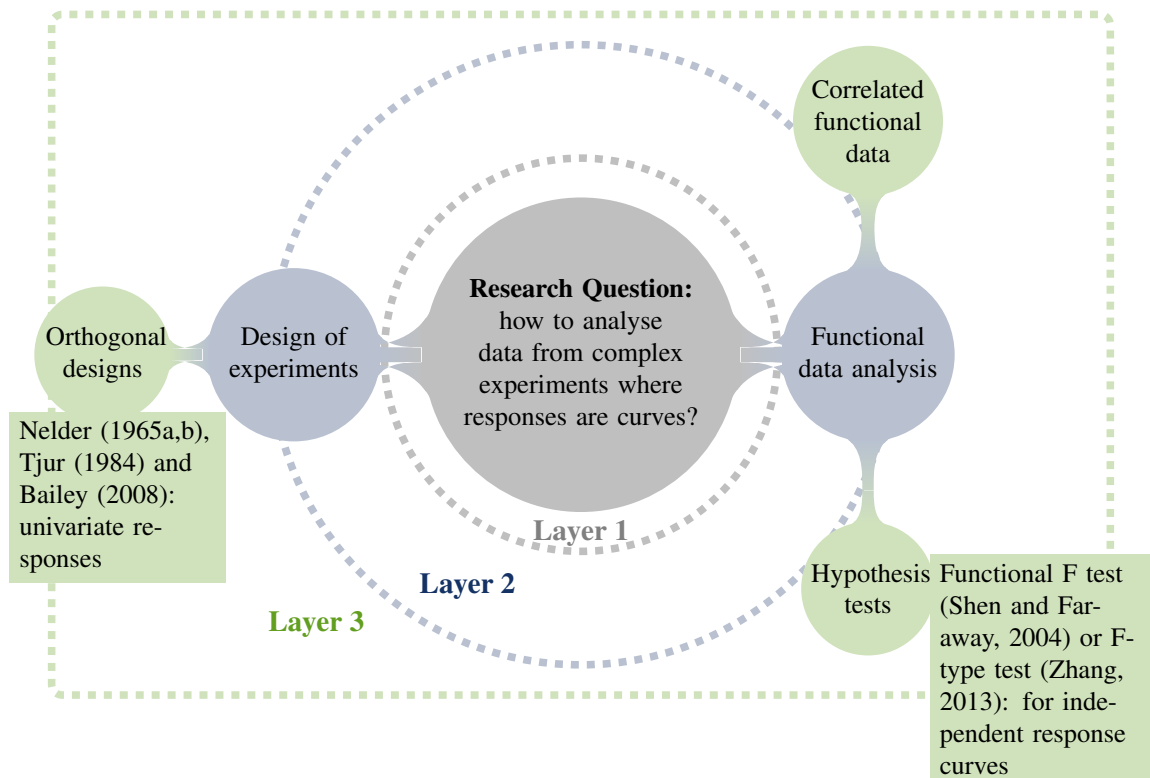 Correlated
functional
data
Research Question:
how to analyse
data from complex
experiments where
responses are curves?
Orthogonal
designs
Design of
experiments
Functional
data analysis
Nelder (1965a,b),
Tjur (1984) and
Bailey (2008):
univariate re-
sponses
Layer 1
Layer 2
Layer 3
Hypothesis
tests
Functional F test
(Shen and Far-
away, 2004) or F-
type test (Zhang,
2013): for inde-
pendent response
curves